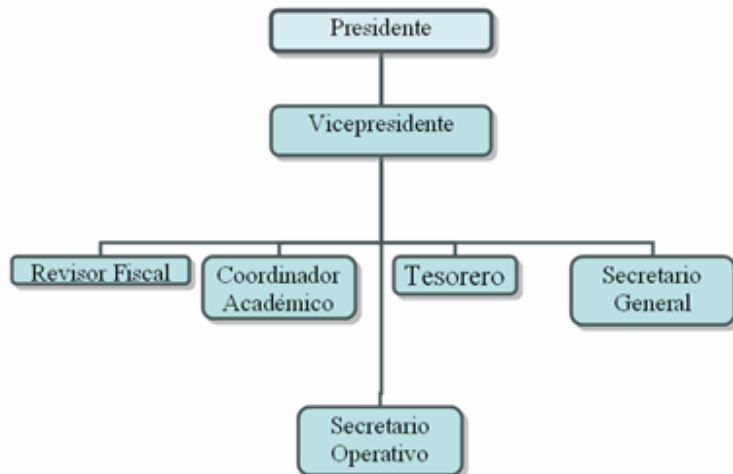 Presidente
Vicepresidente
Revisor Fiscal
Coordinador
Académico
Tesorero
Secretario
General
Secretario
Operativo